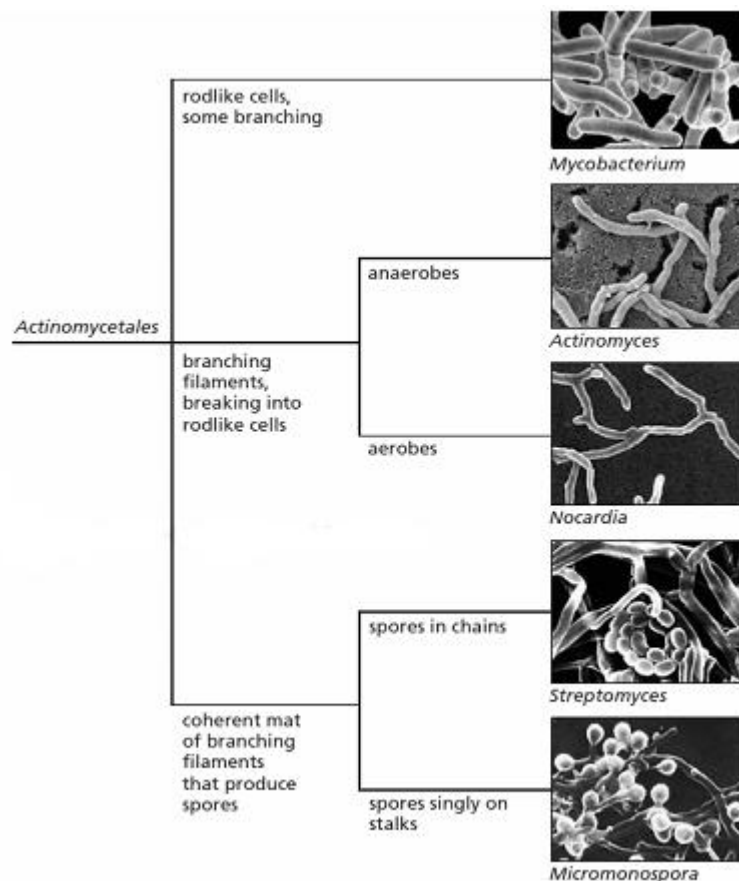 rodlike cells,
some branching
Mycobacterium
anaerobes
Actinomyces
Actinomycetales
branching
filaments,
breaking into
rodlike cells
aerobes
Nocardia
spores in chains
Streptomyces
coherent mat
of branching
filaments
that produce
spores
spores singly on
stalks
Micromonospora